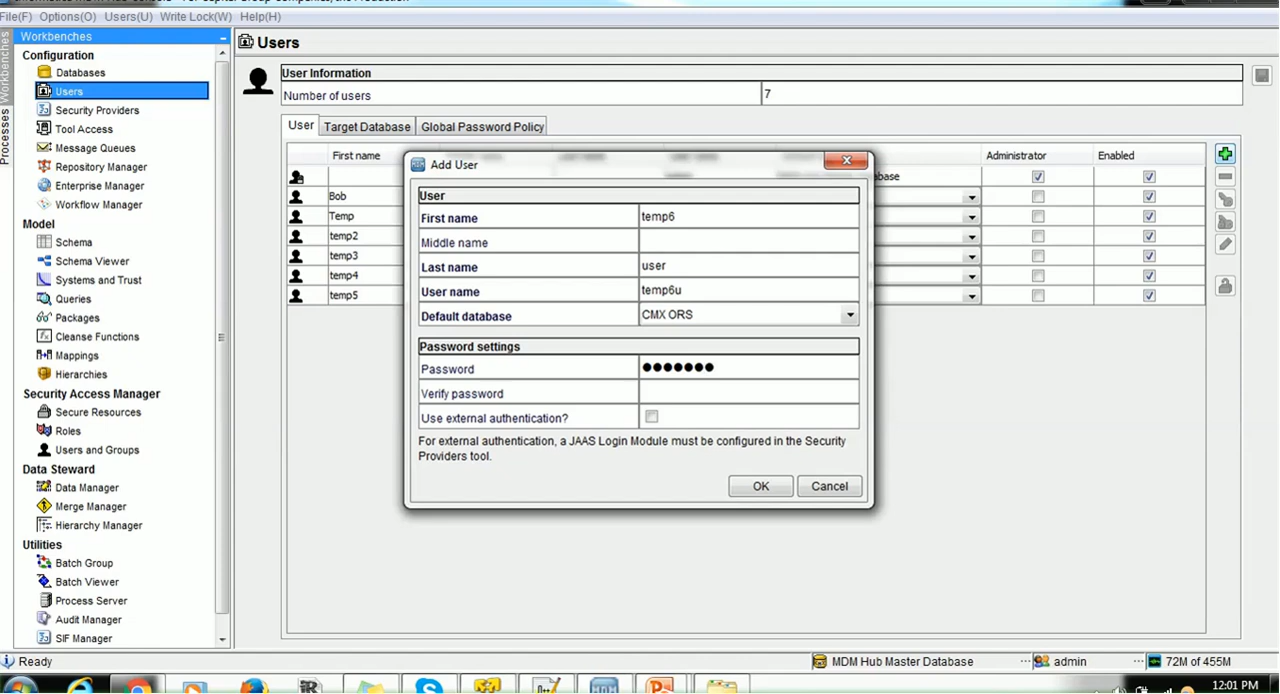 File(F) Options(O) Users(U) Write Lock(W) Help(H)
Workbenches
Processes
Workbenches
Configuration
Databases
Users
Security Providers
Tool Access
Message Queues
Repository Manager
Enterprise Manager
Workflow Manager
Model
Schema
Schema Viewer
Systems and Trust
Queries
Packages
Cleanse Functions
Mappings
Hierarchies
Security Access Manager
Secure Resources
Roles
Users and Groups
Data Steward
Data Manager
Merge Manager
Hierarchy Manager
Utilities
Batch Group
Batch Viewer
Process Server
Audit Manager
SIF Manager
Users
User Information
Number of users 7
User Target Database Global Password Policy
First name Administrator Enabled
Bob
Temp
temp2
temp3
temp4
temp5
Add User
User
First name temp6
Middle name
Last name user
User name temp6u
Default database CMX ORS
Password settings
Password ●●●●●●●
Verify password
Use external authentication?
For external authentication, a JAAS Login Module must be configured in the Security
Providers tool.
OK Cancel
Ready MDM Hub Master Database admin 72M of 455M
12:01 PM